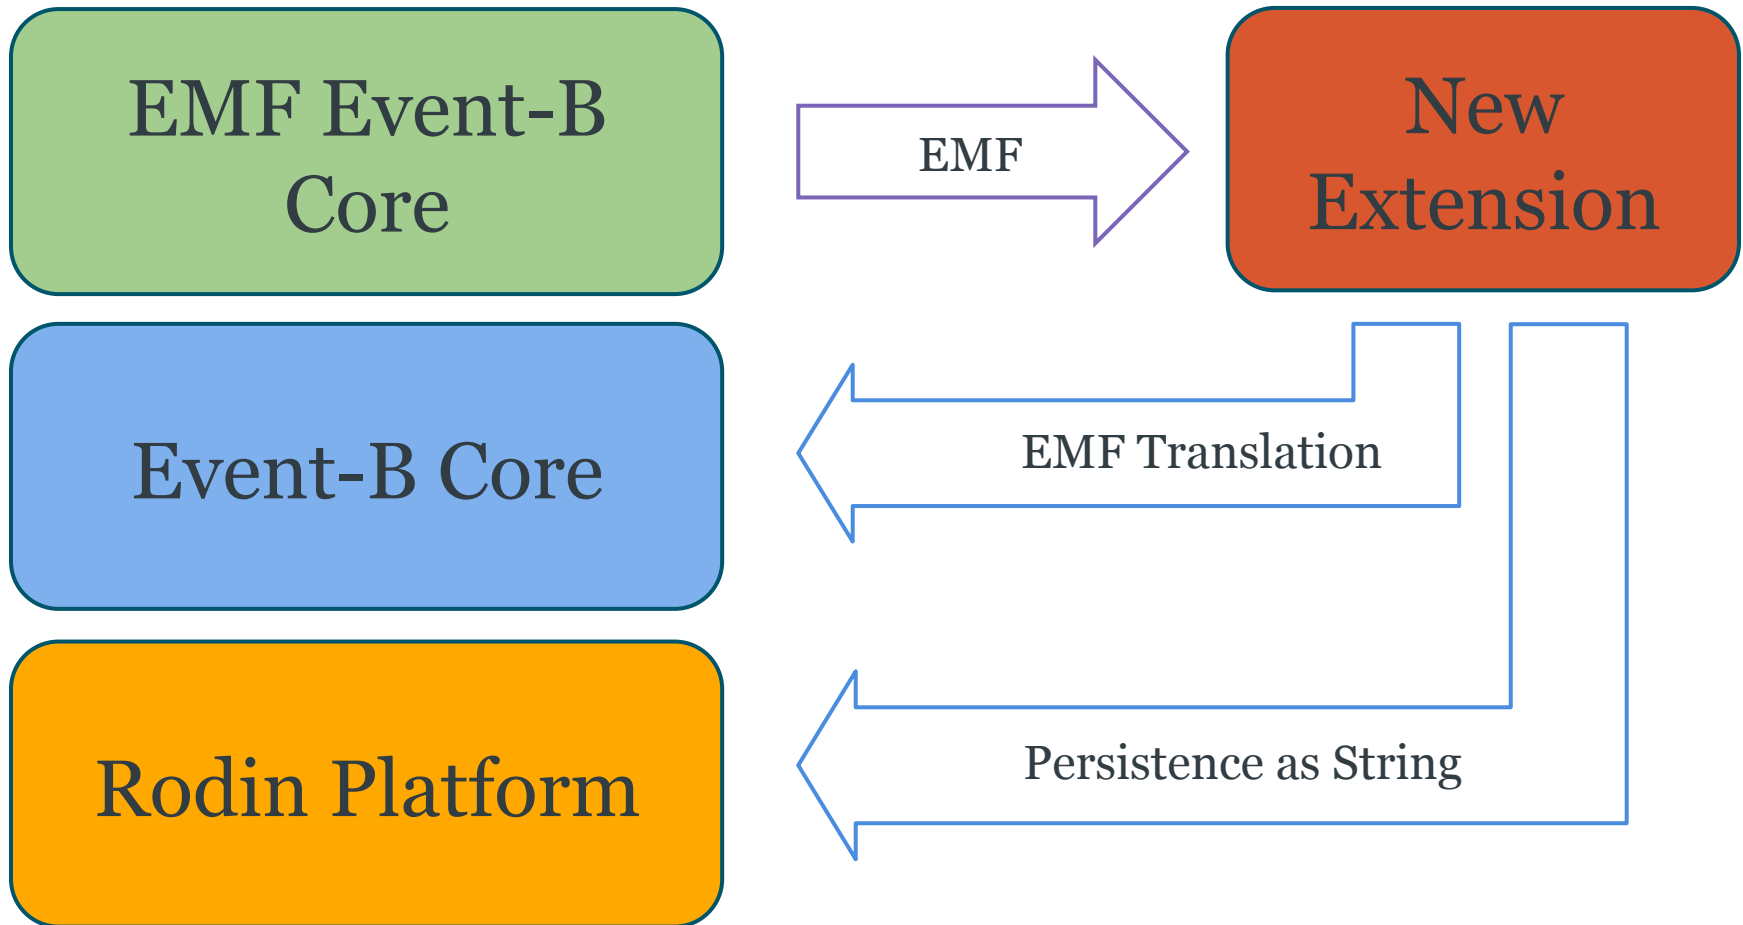 EMF Event-B
Core
EMF
New
Extension
Event-B Core
EMF Translation
Rodin Platform
Persistence as String